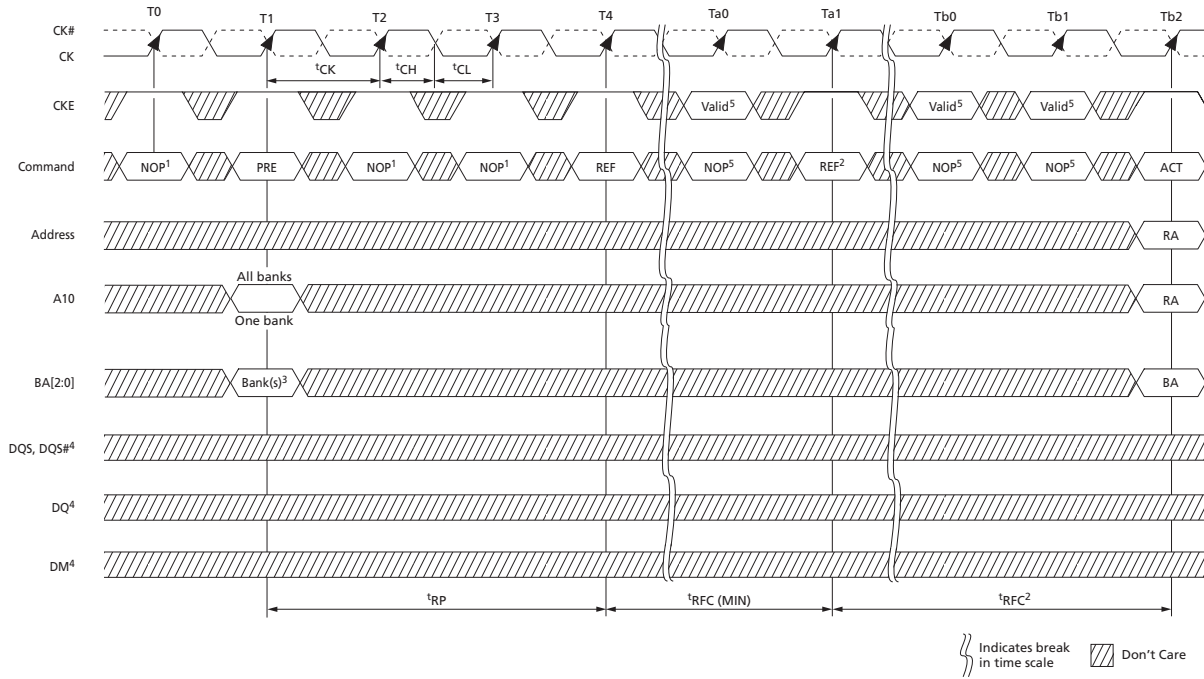 T0 T1 T2 T3 T4 Ta0 Ta1 Tb0 Tb1 Tb2
CK#
CK
tCK tCH tCL
CKE Valid5 Valid5 Valid5
Command NOP1 PRE NOP1 NOP1 REF NOP5 REF2 NOP5 NOP5 ACT
Address RA
All banks
A10 RA
One bank
BA[2:0] Bank(s)3 BA
DQS, DQS#4
DQ4
DM4
tRP tRFC (MIN) tRFC2
Indicates break
in time scale
Don't Care